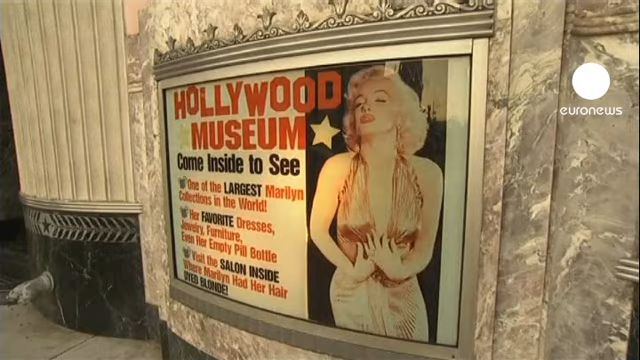 HOLLYWOOD
MUSEUM
Come Inside to See
One of the LARGEST Marilyn
Collections in the World!
Her FAVORITE Dresses,
Jewelry, Furniture,
Even Her Empty Pill Bottle
Visit the SALON INSIDE
Where Marilyn Had Her Hair
DYED BLONDE!
euronews